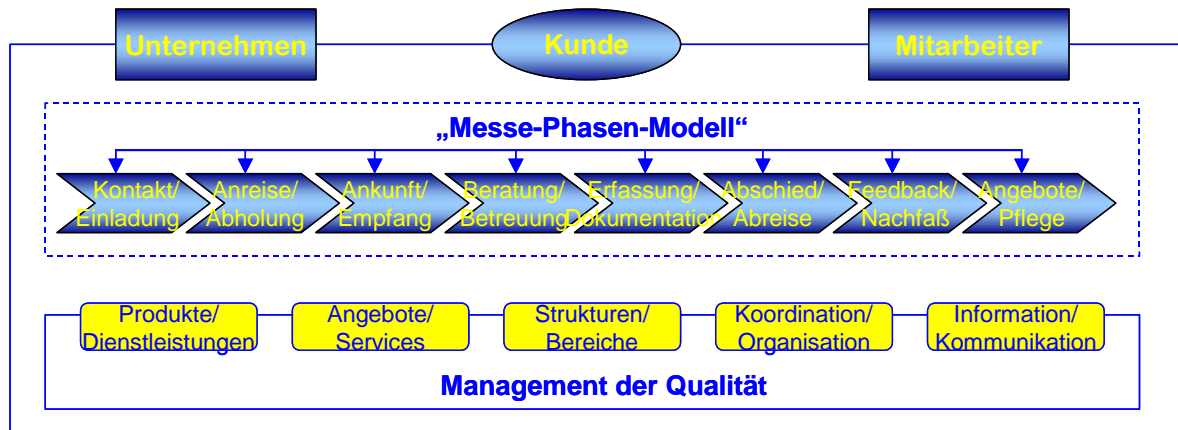 Unternehmen
Kunde
Mitarbeiter
„Messe-Phasen-Modell“
Kontakt/
Einladung
Anreise/
Abholung
Ankunft/
Empfang
Beratung/
Betreuung
Erfassung/
Dokumentation
Abschied/
Abreise
Feedback/
Nachfaß
Angebote/
Pflege
Produkte/
Dienstleistungen
Angebote/
Services
Strukturen/
Bereiche
Koordination/
Organisation
Information/
Kommunikation
Management der Qualität